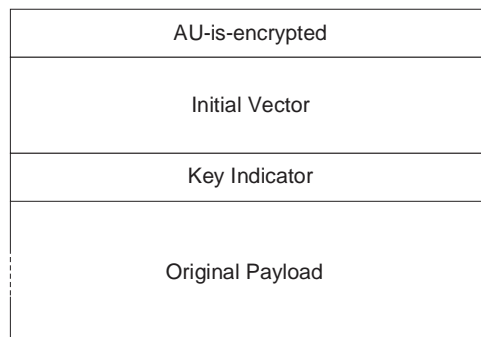 AU-is-encrypted
Initial Vector
Key Indicator
Original Payload